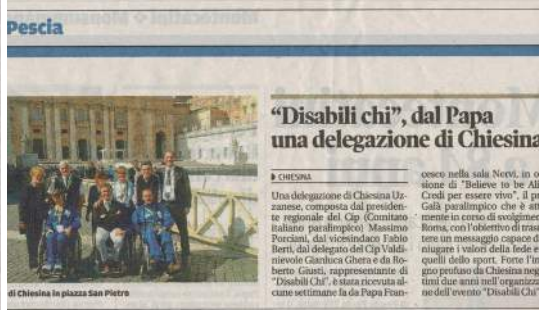 Pescia
"Disabili chi", dal Papa
una delegazione di Chiesina
CHIESINA
Una delegazione di Chiesina Uz-
zanese, composta dal presiden-
te regionale del Cip (Comitato
italiano paralimpico) Massimo
Porciani, dal vicesindaco Fabio
Berti, dal delegato del Cip Valdi-
nievole Gianluca Ghera e da Ro-
berto Giusti, rappresentante di
"Disabili Chi", è stata ricevuta al-
cune settimane fa da Papa Fran-
cesco nella sala Nervi, in o
sione di "Believe to be Ali
Credi per essere vivo", il pr
Galà paralimpico che è att
mente in corso di svolgimen
Roma, con l'obiettivo di trasn
tere un messaggio capace d
niugare i valori della fede e
quelli dello sport. Forte l'im
gno profuso da Chiesina neg
timi due anni nell'organizza
ne dell'evento "Disabili Chi"
di Chiesina in piazza San Pietro